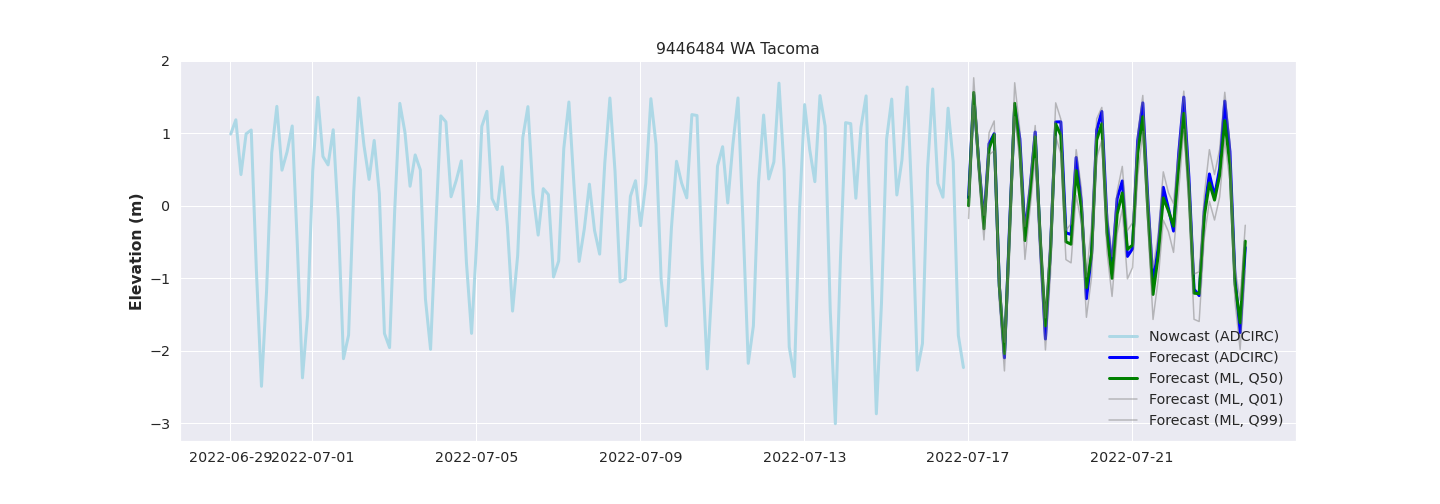 9446484 WA Tacoma
Elevation (m)
2
1
0
−1
−2
−3
2022-06-29
2022-07-01
2022-07-05
2022-07-09
2022-07-13
2022-07-17
2022-07-21
Nowcast (ADCIRC)
Forecast (ADCIRC)
Forecast (ML, Q50)
Forecast (ML, Q01)
Forecast (ML, Q99)